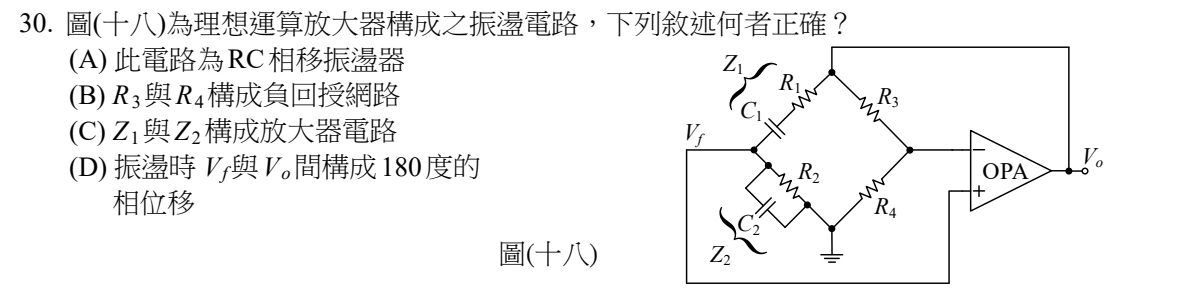 30. 圖(十八)為理想運算放大器構成之振盪電路，下列敘述何者正確？
(A) 此電路為RC相移振盪器
(B) R3與R4構成負回授網路
(C) Z1與Z2構成放大器電路
(D) 振盪時 Vf與Vo間構成180度的
相位移
圖(十八)
Z1
R1
C1
R3
Vf
R2
C2
Z2
R4
−
OPA
+
Vo